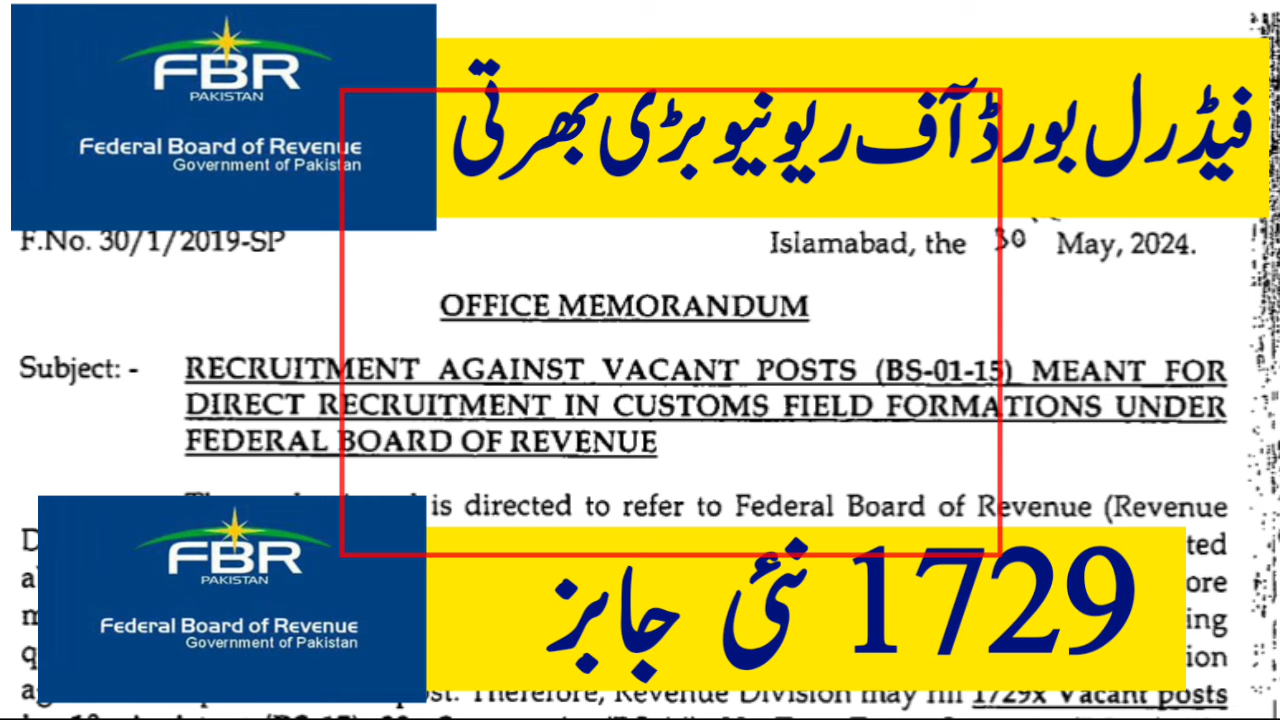 FBR
PAKISTAN
Federal Board of Revenue
Government of Pakistan
فیڈرل بورڈ آف ریونیو بڑی بھرتی
F.No. 30/1/2019-SP
Islamabad, the 30 May, 2024.
OFFICE MEMORANDUM
Subject: - RECRUITMENT AGAINST VACANT POSTS (BS-01-15) MEANT FOR
DIRECT RECRUITMENT IN CUSTOMS FIELD FORMATIONS UNDER
FEDERAL BOARD OF REVENUE
is directed to refer to Federal Board of Revenue (Revenue
FBR
PAKISTAN
Federal Board of Revenue
Government of Pakistan
1729 نئی جابز
Therefore, Revenue Division may fill 1729x Vacant posts